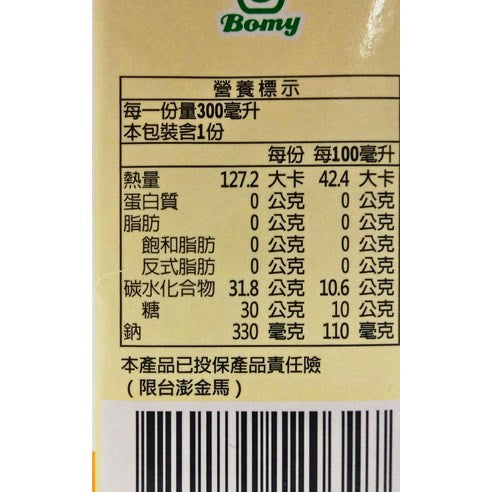 Bomy
營養標示
每一份量300毫升
本包裝含1份
每份 每100毫升
熱量 127.2 大卡 42.4 大卡
蛋白質 0 公克 0 公克
脂肪 0 公克 0 公克
飽和脂肪 0 公克 0 公克
反式脂肪 0 公克 0 公克
碳水化合物 31.8 公克 10.6 公克
糖 30 公克 10 公克
鈉 330 毫克 110 毫克
本產品已投保產品責任險
（限台澎金馬）